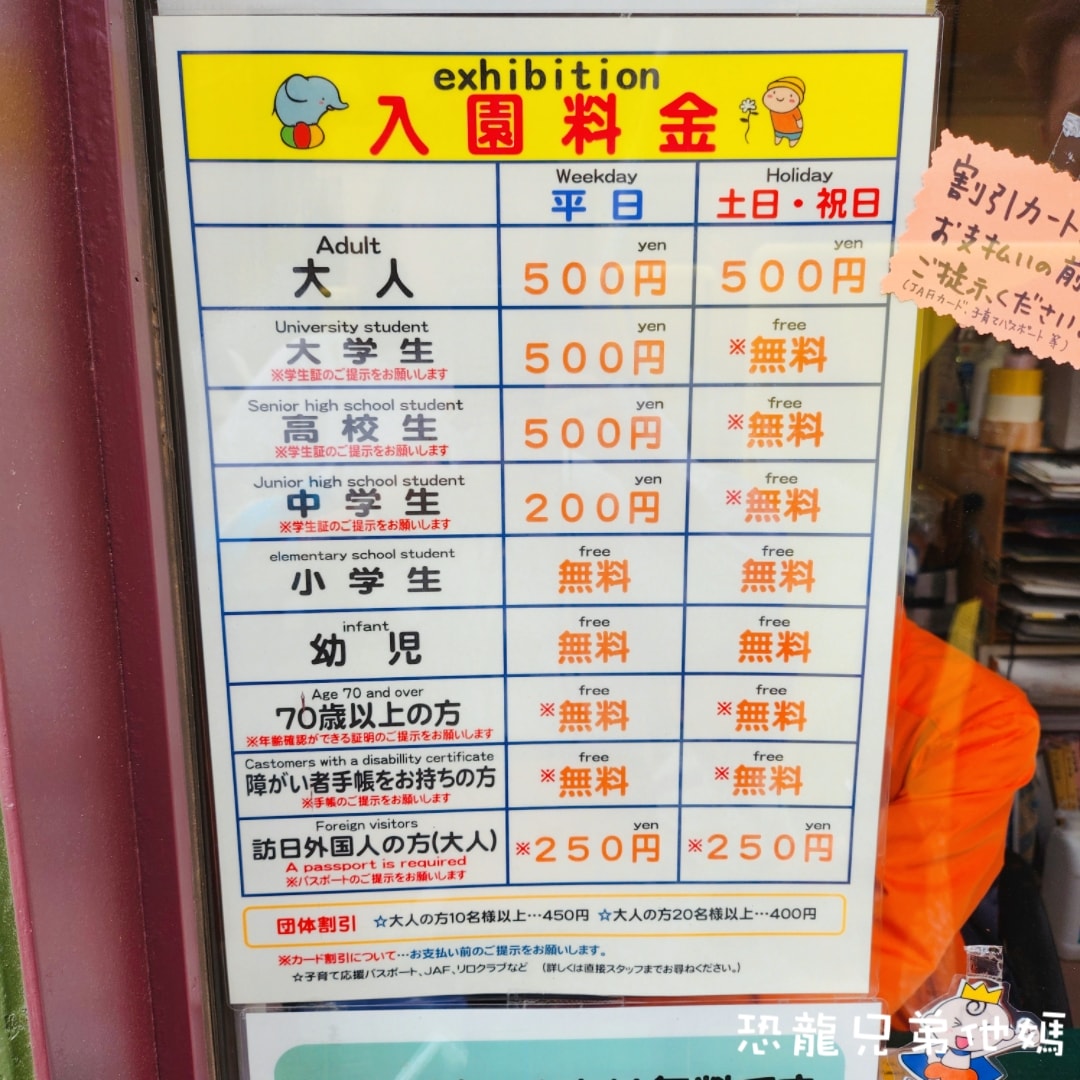 exhibition
入園料金
Weekday Holiday
平日 土日・祝日
Adult yen yen
大人 500円 500円
University student yen free
大学生 500円 ※無料
※学生証のご提示をお願いします
Senior high school student yen free
高校生 500円 ※無料
※学生証のご提示をお願いします
Junior high school student yen free
中学生 200円 ※無料
※学生証のご提示をお願いします
elementary school student free free
小学生 無料 無料
infant free free
幼児 無料 無料
Age 70 and over free free
70歳以上の方 ※無料 ※無料
※年齢確認ができる証明のご提示をお願いします
Castomers with a disabillity certificate free free
障がい者手帳をお持ちの方 ※無料 ※無料
※手帳のご提示をお願いします
Foreign visitors yen yen
訪日外国人の方(大人) ※250円 ※250円
A passport is required
※パスポートのご提示をお願いします
団体割引 ☆大人の方10名様以上…450円 ☆大人の方20名様以上…400円
※カード割引について…お支払い前のご提示をお願いします。
☆子育て応援パスポート、JAF、リロクラブなど (詳しくは直接スタッフまでお尋ねください。)
割引カード
お支払いの前
ご提示ください。
(JAFカード、子育てパスポート 等)
恐龍兄弟他媽